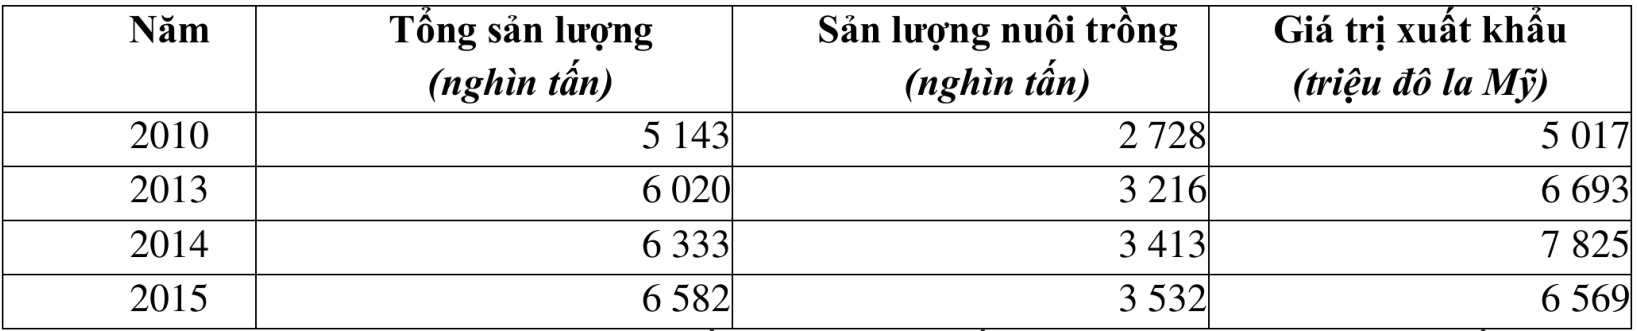 Năm Tổng sản lượng Sản lượng nuôi trồng Giá trị xuất khẩu
(nghìn tấn) (nghìn tấn) (triệu đô la Mỹ)
2010 5 143 2 728 5 017
2013 6 020 3 216 6 693
2014 6 333 3 413 7 825
2015 6 582 3 532 6 569